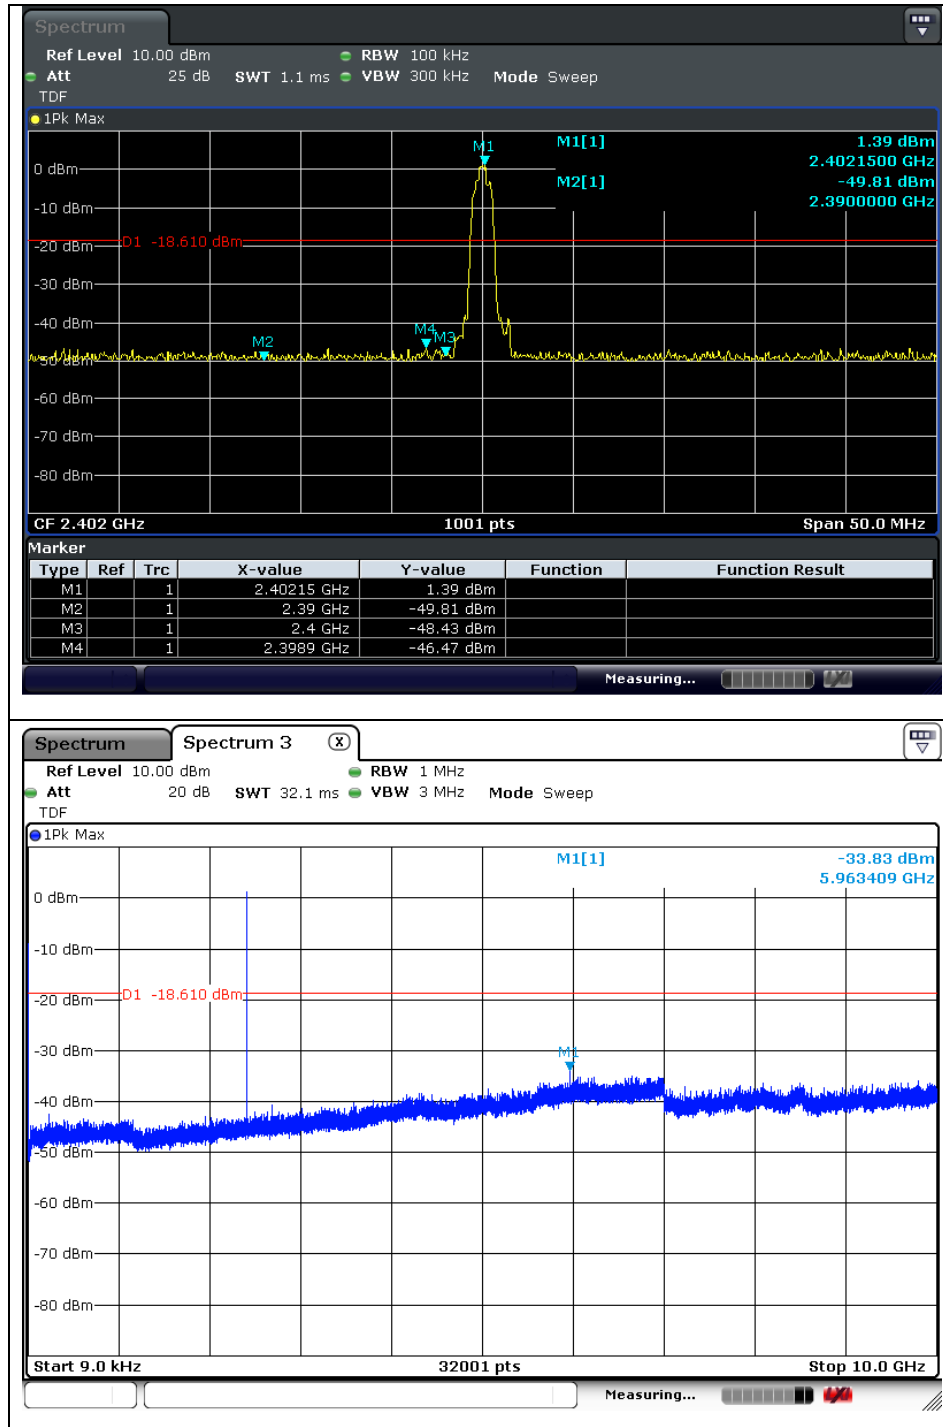 Spectrum
Ref Level 10.00 dBm RBW 100 kHz
Att 25 dB SWT 1.1 ms VBW 300 kHz Mode Sweep
TDF
1Pk Max
M1[1] 1.39 dBm
2.4021500 GHz
M2[1] -49.81 dBm
2.3900000 GHz
M1
0 dBm
-10 dBm
D1 -18.610 dBm
-20 dBm
-30 dBm
-40 dBm
M4
M3
M2
-50 dBm
-60 dBm
-70 dBm
-80 dBm
CF 2.402 GHz 1001 pts Span 50.0 MHz
Marker
Type Ref Trc X-value Y-value Function Function Result
M1 1 2.40215 GHz 1.39 dBm
M2 1 2.39 GHz -49.81 dBm
M3 1 2.4 GHz -48.43 dBm
M4 1 2.3989 GHz -46.47 dBm
Measuring...
Spectrum Spectrum 3 X
Ref Level 10.00 dBm RBW 1 MHz
Att 20 dB SWT 32.1 ms VBW 3 MHz Mode Sweep
TDF
1Pk Max
M1[1] -33.83 dBm
5.963409 GHz
0 dBm
-10 dBm
D1 -18.610 dBm
-20 dBm
-30 dBm
M1
-40 dBm
-50 dBm
-60 dBm
-70 dBm
-80 dBm
Start 9.0 kHz 32001 pts Stop 10.0 GHz
Measuring...